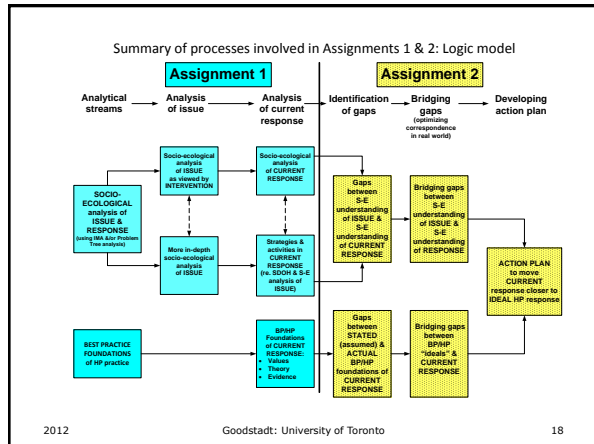 Summary of processes involved in Assignments 1 & 2: Logic model
Assignment 1
Assignment 2
Analytical
streams
Analysis
of issue
Analysis
of current
response
Identification
of gaps
Bridging
gaps
(optimizing
correspondence
in real world)
Developing
action plan
SOCIO-
ECOLOGICAL
analysis of
ISSUE &
RESPONSE
(using IMA &/or Problem
Tree analysis)
Socio-ecological
analysis
of ISSUE
as viewed by
INTERVENTION
Socio-ecological
analysis
of CURRENT
RESPONSE
More in-depth
socio-ecological
analysis
of ISSUE
Strategies &
activities in
CURRENT
RESPONSE
(re. SDOH & S-E
analysis of
ISSUE)
Gaps
between
S-E
understanding
of ISSUE &
S-E
understanding
of CURRENT
RESPONSE
Bridging gaps
between
S-E
understanding
of ISSUE &
S-E
understanding
of RESPONSE
ACTION PLAN
to move
CURRENT
response closer to
IDEAL HP response
BEST PRACTICE
FOUNDATIONS
of HP practice
BP/HP
Foundations
of CURRENT
RESPONSE:
• Values
• Theory
• Evidence
Gaps
between
STATED
(assumed) &
ACTUAL
BP/HP
foundations of
CURRENT
RESPONSE
Bridging gaps
between
BP/HP
“ideals” &
CURRENT
RESPONSE
2012
Goodstadt: University of Toronto
18